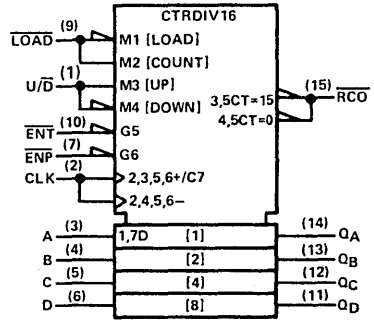 CTRDIV16
LOAD (9) M1 [LOAD]
M2 [COUNT]
U/D (1) M3 [UP]
M4 [DOWN]
3,5CT=15 (15) RCO
4,5CT=0
ENT (10) G5
ENP (7) G6
CLK (2) 2,3,5,6+/C7
2,4,5,6–
A (3) 1,7D [1] (14) QA
B (4) [2] (13) QB
C (5) [4] (12) QC
D (6) [8] (11) QD